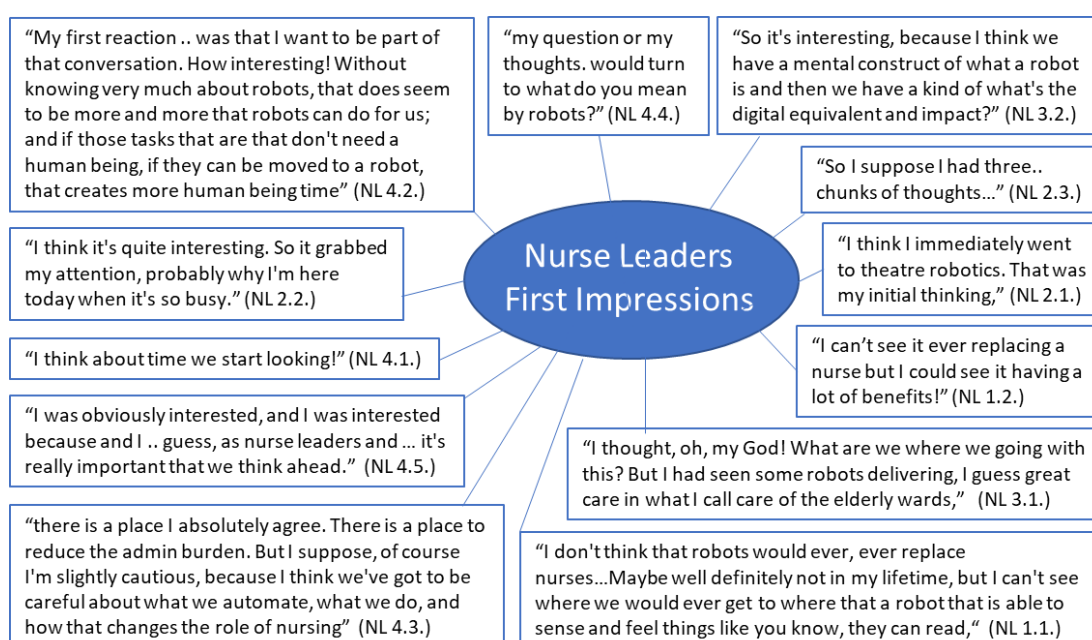 “My first reaction .. was that I want to be part of
that conversation. How interesting! Without
knowing very much about robots, that does seem
to be more and more that robots can do for us;
and if those tasks that are that don't need a
human being, if they can be moved to a robot,
that creates more human being time” (NL 4.2.)
“my question or my
thoughts. would turn
to what do you mean
by robots?” (NL 4.4.)
“So it's interesting, because I think we
have a mental construct of what a robot
is and then we have a kind of what's the
digital equivalent and impact?” (NL 3.2.)
“So I suppose I had three..
chunks of thoughts...” (NL 2.3.)
“I think it's quite interesting. So it grabbed
my attention, probably why I'm here
today when it's so busy.” (NL 2.2.)
Nurse Leaders
First Impressions
“I think I immediately went
to theatre robotics. That was
my initial thinking,” (NL 2.1.)
“I think about time we start looking!” (NL 4.1.)
“I can’t see it ever replacing a
nurse but I could see it having a
lot of benefits!” (NL 1.2.)
“I was obviously interested, and I was interested
because and I .. guess, as nurse leaders and ... it's
really important that we think ahead.” (NL 4.5.)
“I thought, oh, my God! What are we where we going with
this? But I had seen some robots delivering, I guess great
care in what I call care of the elderly wards,” (NL 3.1.)
“there is a place I absolutely agree. There is a place to
reduce the admin burden. But I suppose, of course
I'm slightly cautious, because I think we've got to be
careful about what we automate, what we do, and
how that changes the role of nursing” (NL 4.3.)
“I don't think that robots would ever, ever replace
nurses...Maybe well definitely not in my lifetime, but I can't see
where we would ever get to where that a robot that is able to
sense and feel things like you know, they can read,“ (NL 1.1.)